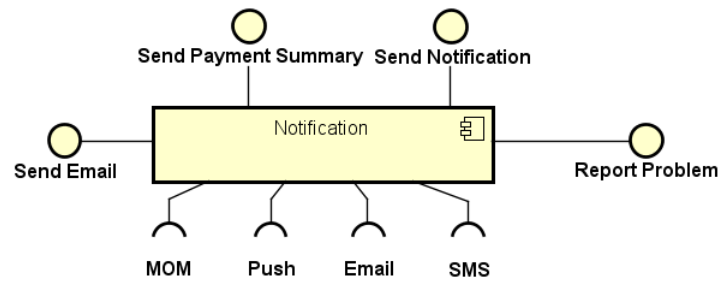 Send Payment Summary
Send Notification
Notification
Send Email
Report Problem
MOM
Push
Email
SMS